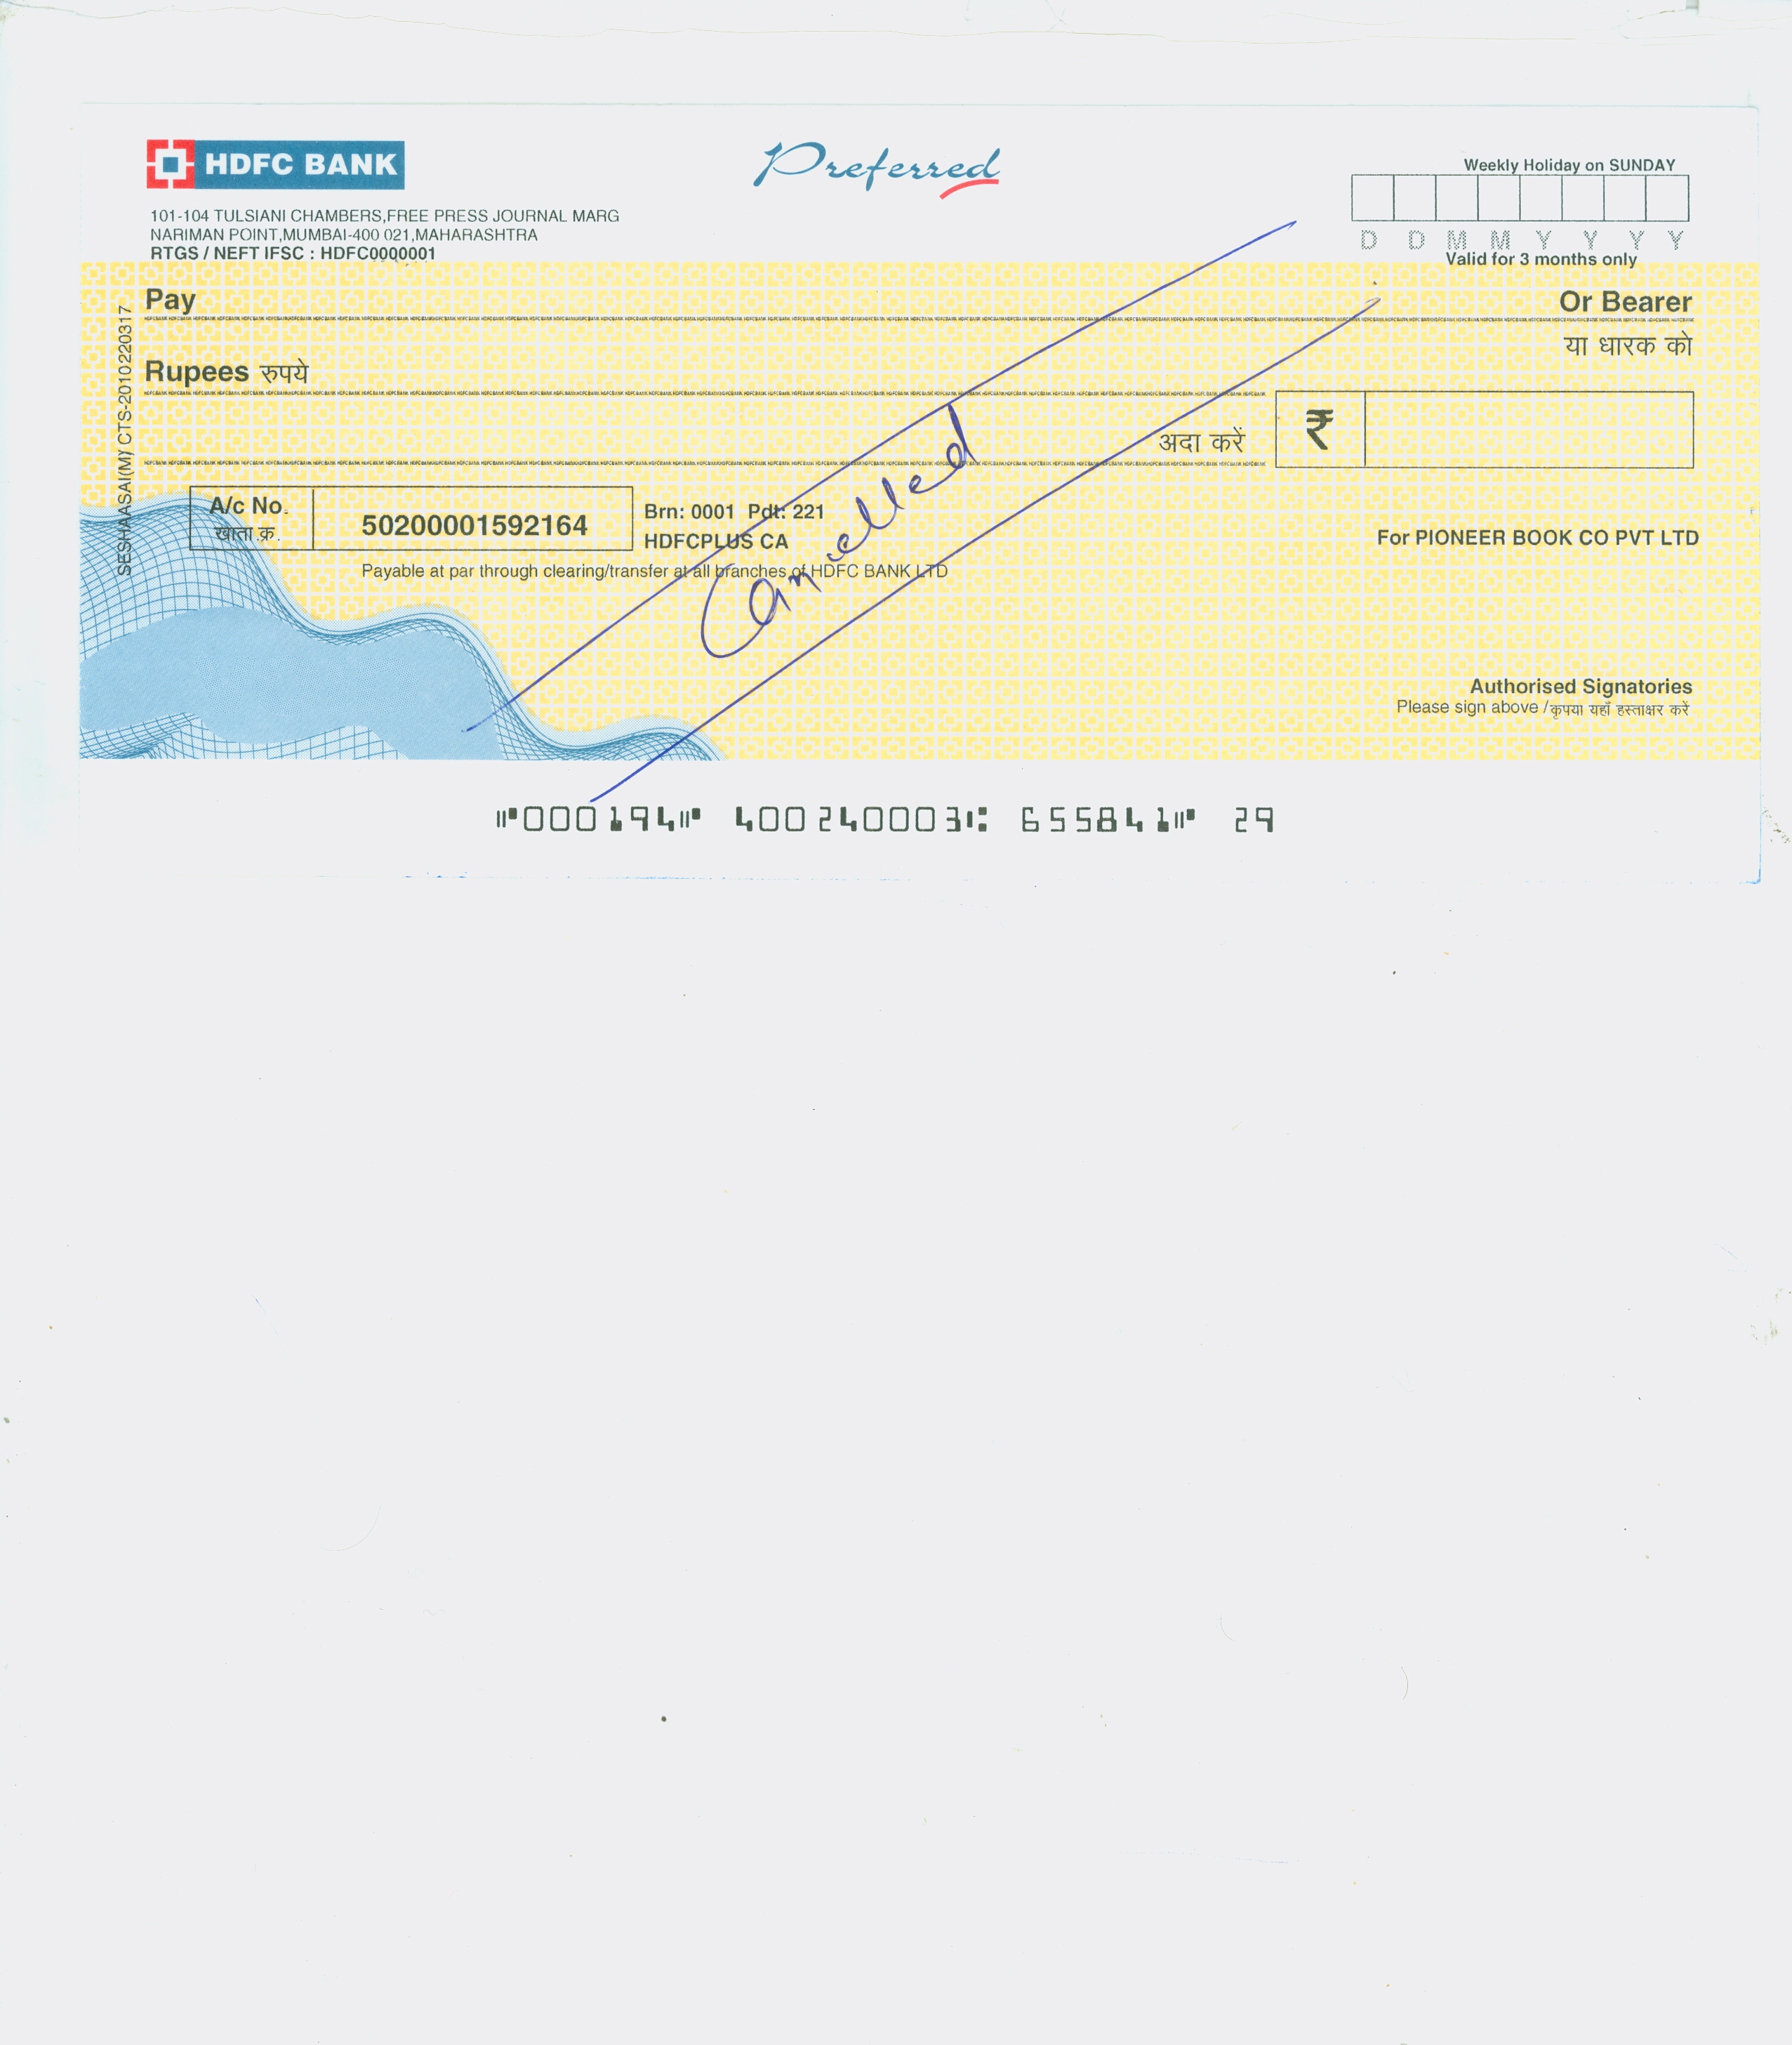 HDFC BANK
Preferred
Weekly Holiday on SUNDAY
101-104 TULSIANI CHAMBERS,FREE PRESS JOURNAL MARG
NARIMAN POINT,MUMBAI-400 021,MAHARASHTRA
RTGS / NEFT IFSC : HDFC0000001
D D M M Y Y Y Y
Valid for 3 months only
Pay
Or Bearer
या धारक को
Rupees रुपये
अदा करें ₹
SESHAASAI(M) CTS-2010220317
A/c No.
खाता.क्र.
50200001592164
Brn: 0001 Pdt: 221
HDFCPLUS CA
For PIONEER BOOK CO PVT LTD
Payable at par through clearing/transfer at all branches of HDFC BANK LTD
Cancelled
Authorised Signatories
Please sign above /कृपया यहाँ हस्ताक्षर करें
⑈000194⑈ 400240003⑆ 655841⑈ 29